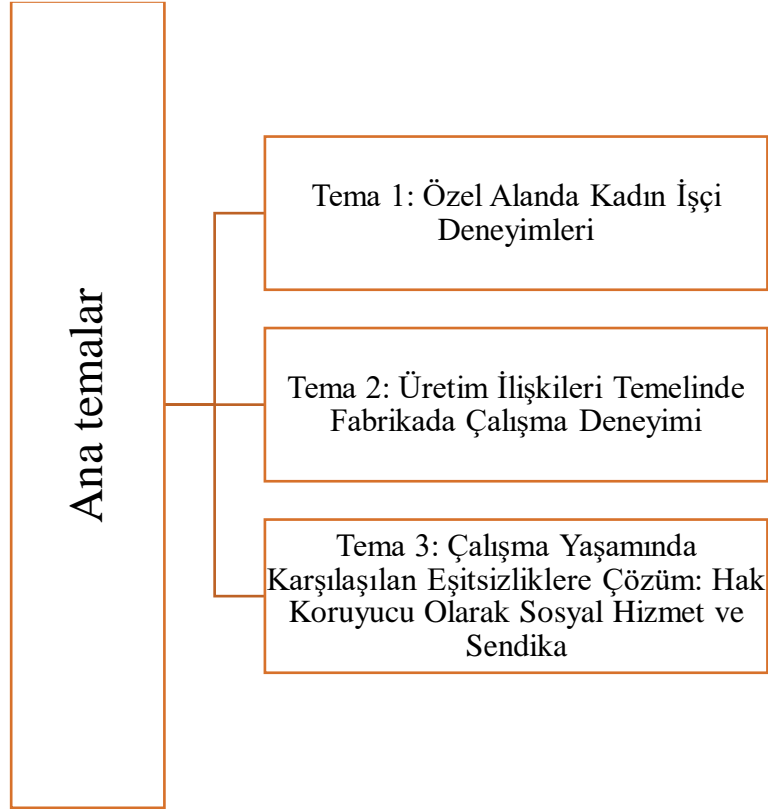 Ana temalar
Tema 1: Özel Alanda Kadın İşçi
Deneyimleri
Tema 2: Üretim İlişkileri Temelinde
Fabrikada Çalışma Deneyimi
Tema 3: Çalışma Yaşamında
Karşılaşılan Eşitsizliklere Çözüm: Hak
Koruyucu Olarak Sosyal Hizmet ve
Sendika